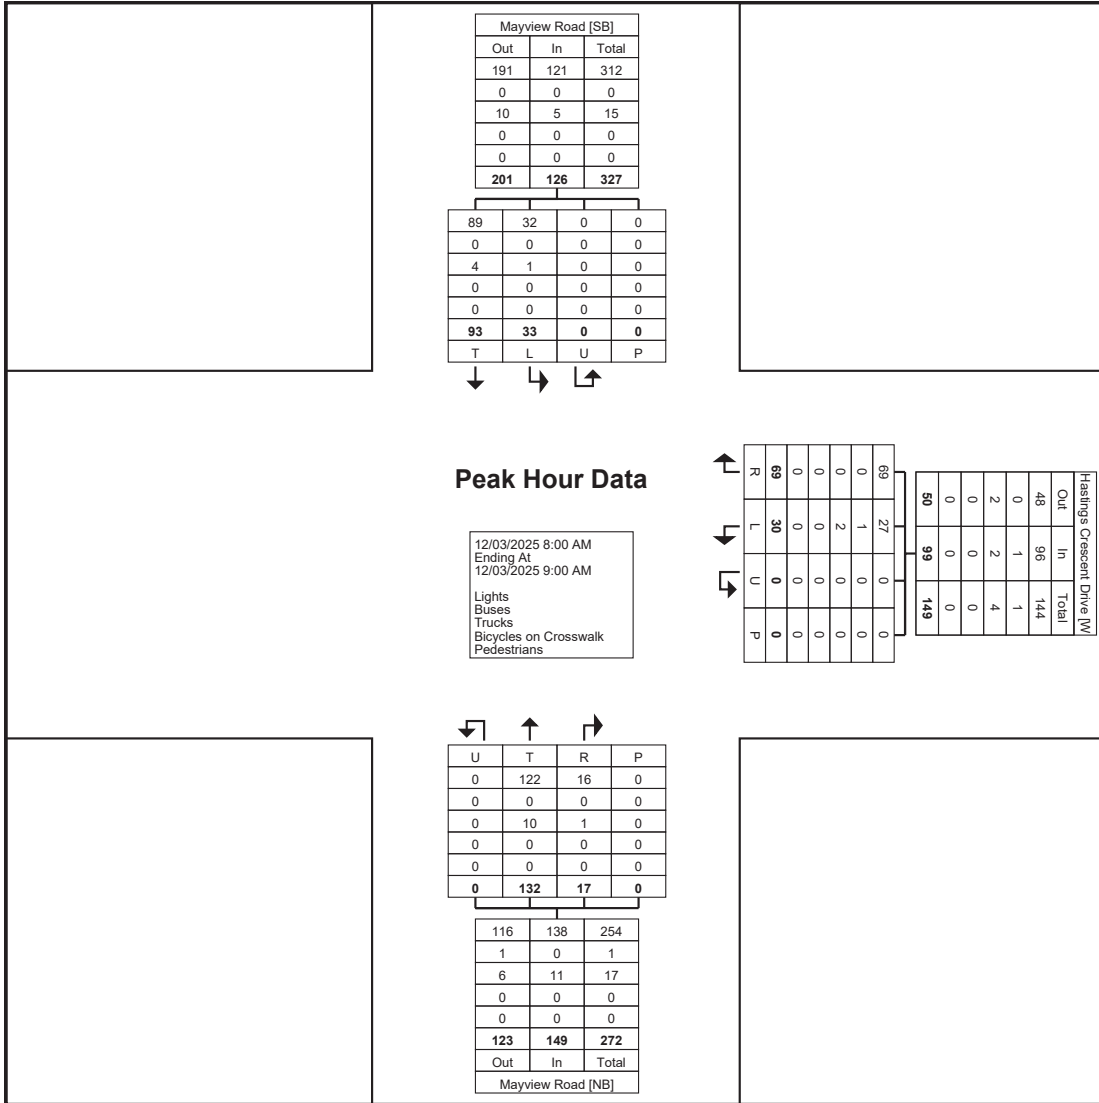 Mayview Road [SB]
Out In Total
191 121 312
0 0 0
10 5 15
0 0 0
0 0 0
201 126 327
89 32 0 0
0 0 0 0
4 1 0 0
0 0 0 0
0 0 0 0
93 33 0 0
T L U P
Peak Hour Data
12/03/2025 8:00 AM
Ending At
12/03/2025 9:00 AM
Lights
Buses
Trucks
Bicycles on Crosswalk
Pedestrians
Hastings Crescent Drive [W
Out In Total
48 96 144
0 1 1
2 2 4
0 0 0
0 0 0
50 99 149
69 27 0 0
0 1 0 0
0 2 0 0
0 0 0 0
0 0 0 0
69 30 0 0
R L U P
U T R P
0 122 16 0
0 0 0 0
0 10 1 0
0 0 0 0
0 0 0 0
0 132 17 0
116 138 254
1 0 1
6 11 17
0 0 0
0 0 0
123 149 272
Out In Total
Mayview Road [NB]